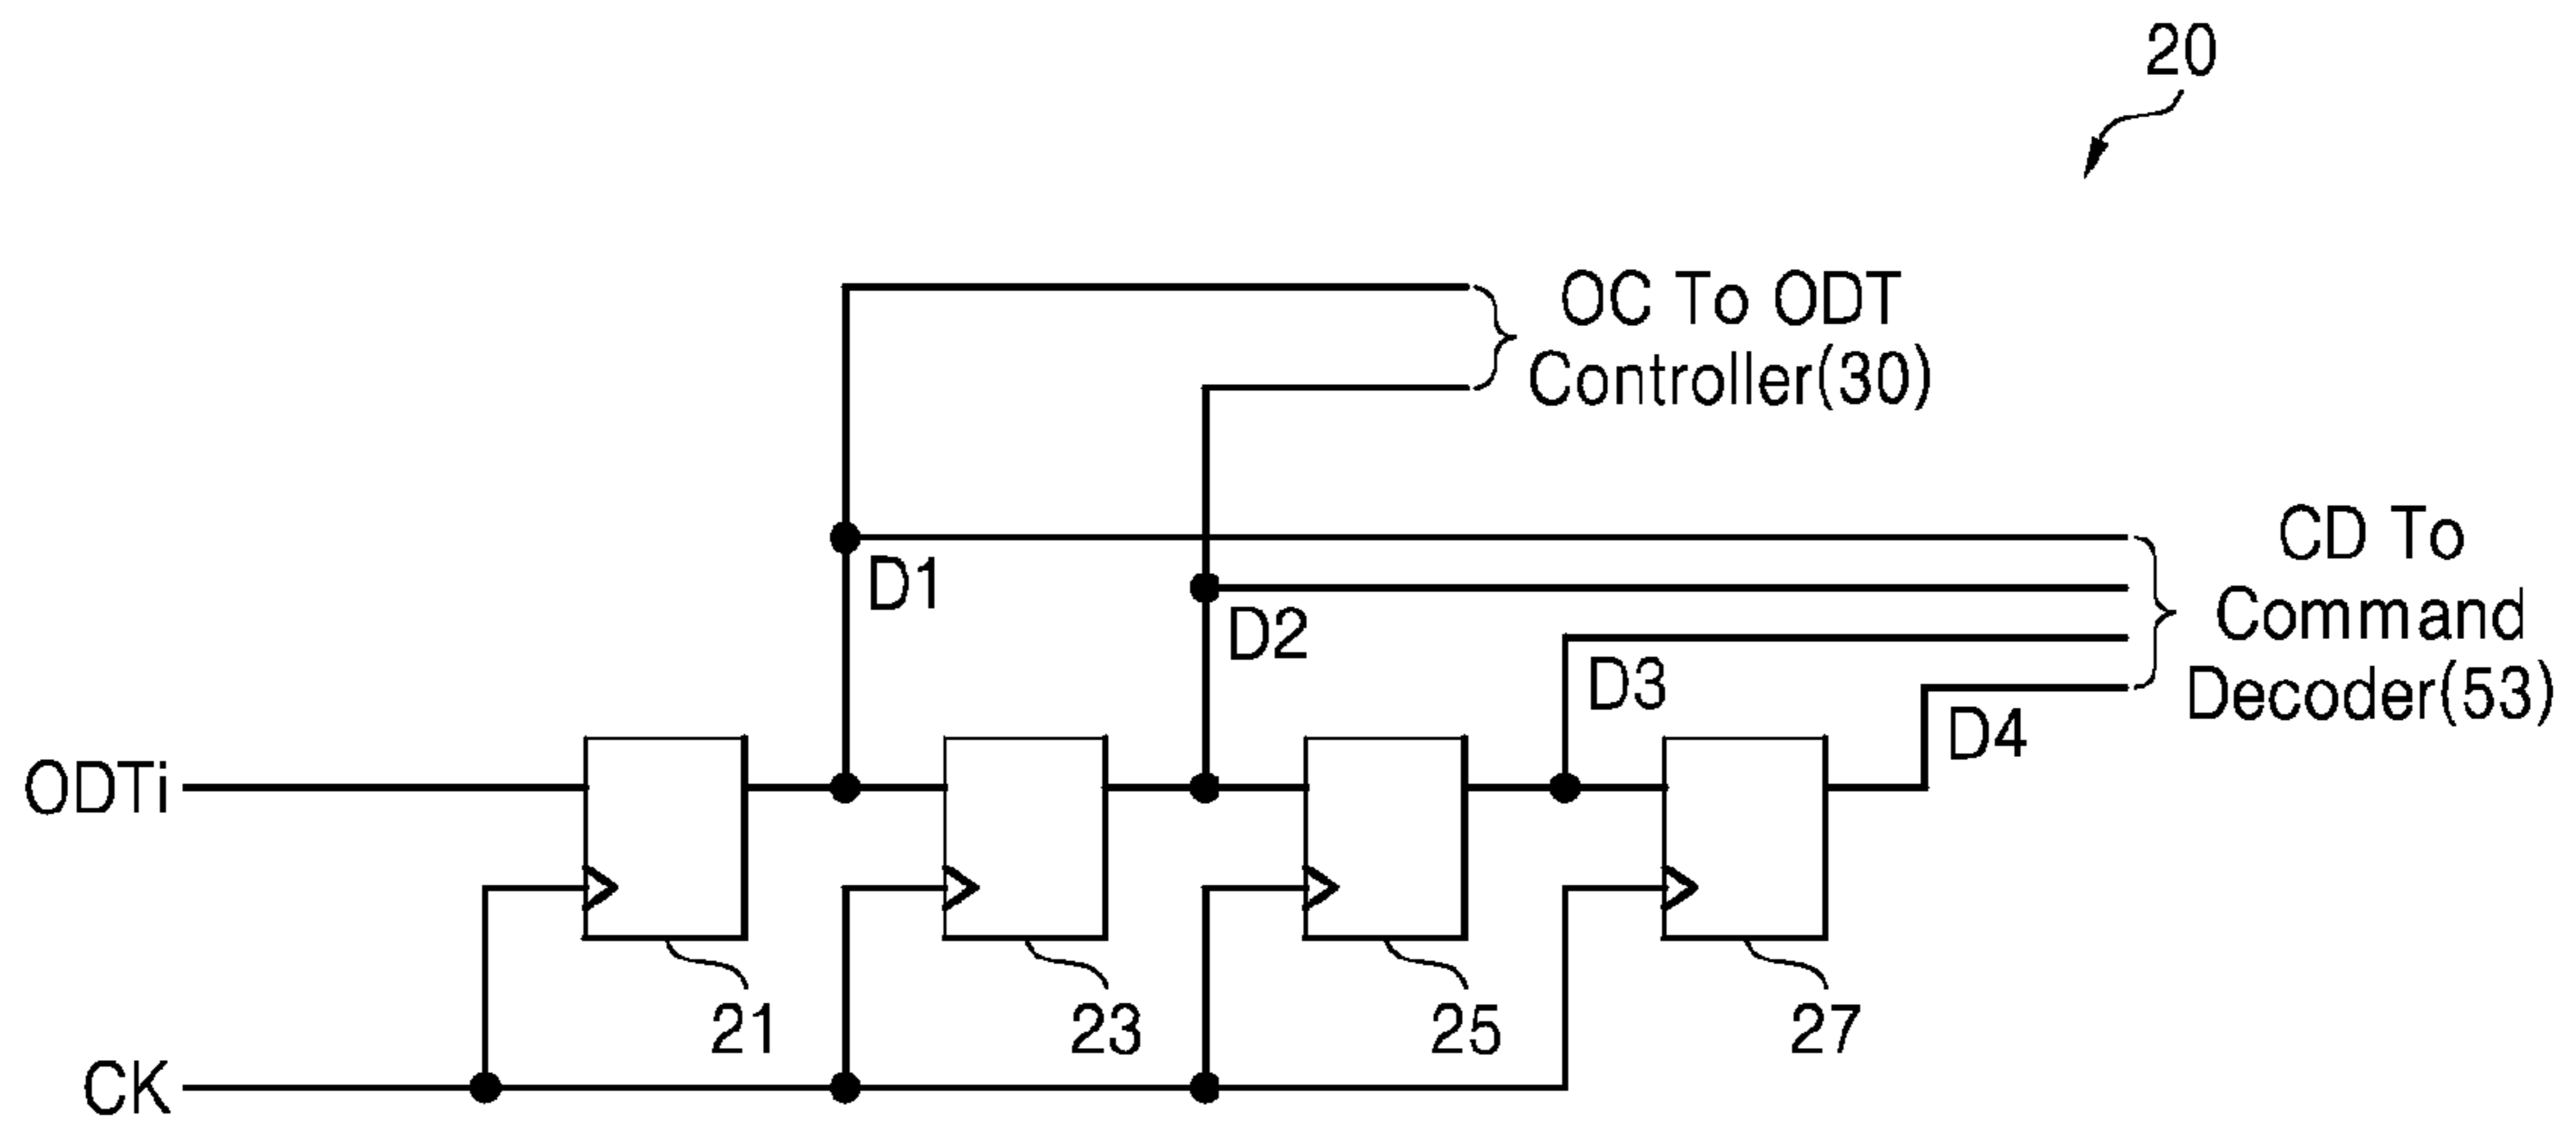 20
OC To ODT
Controller(30)
CD To
Command
Decoder(53)
D1
D2
D3
D4
ODTi
21
23
25
27
CK